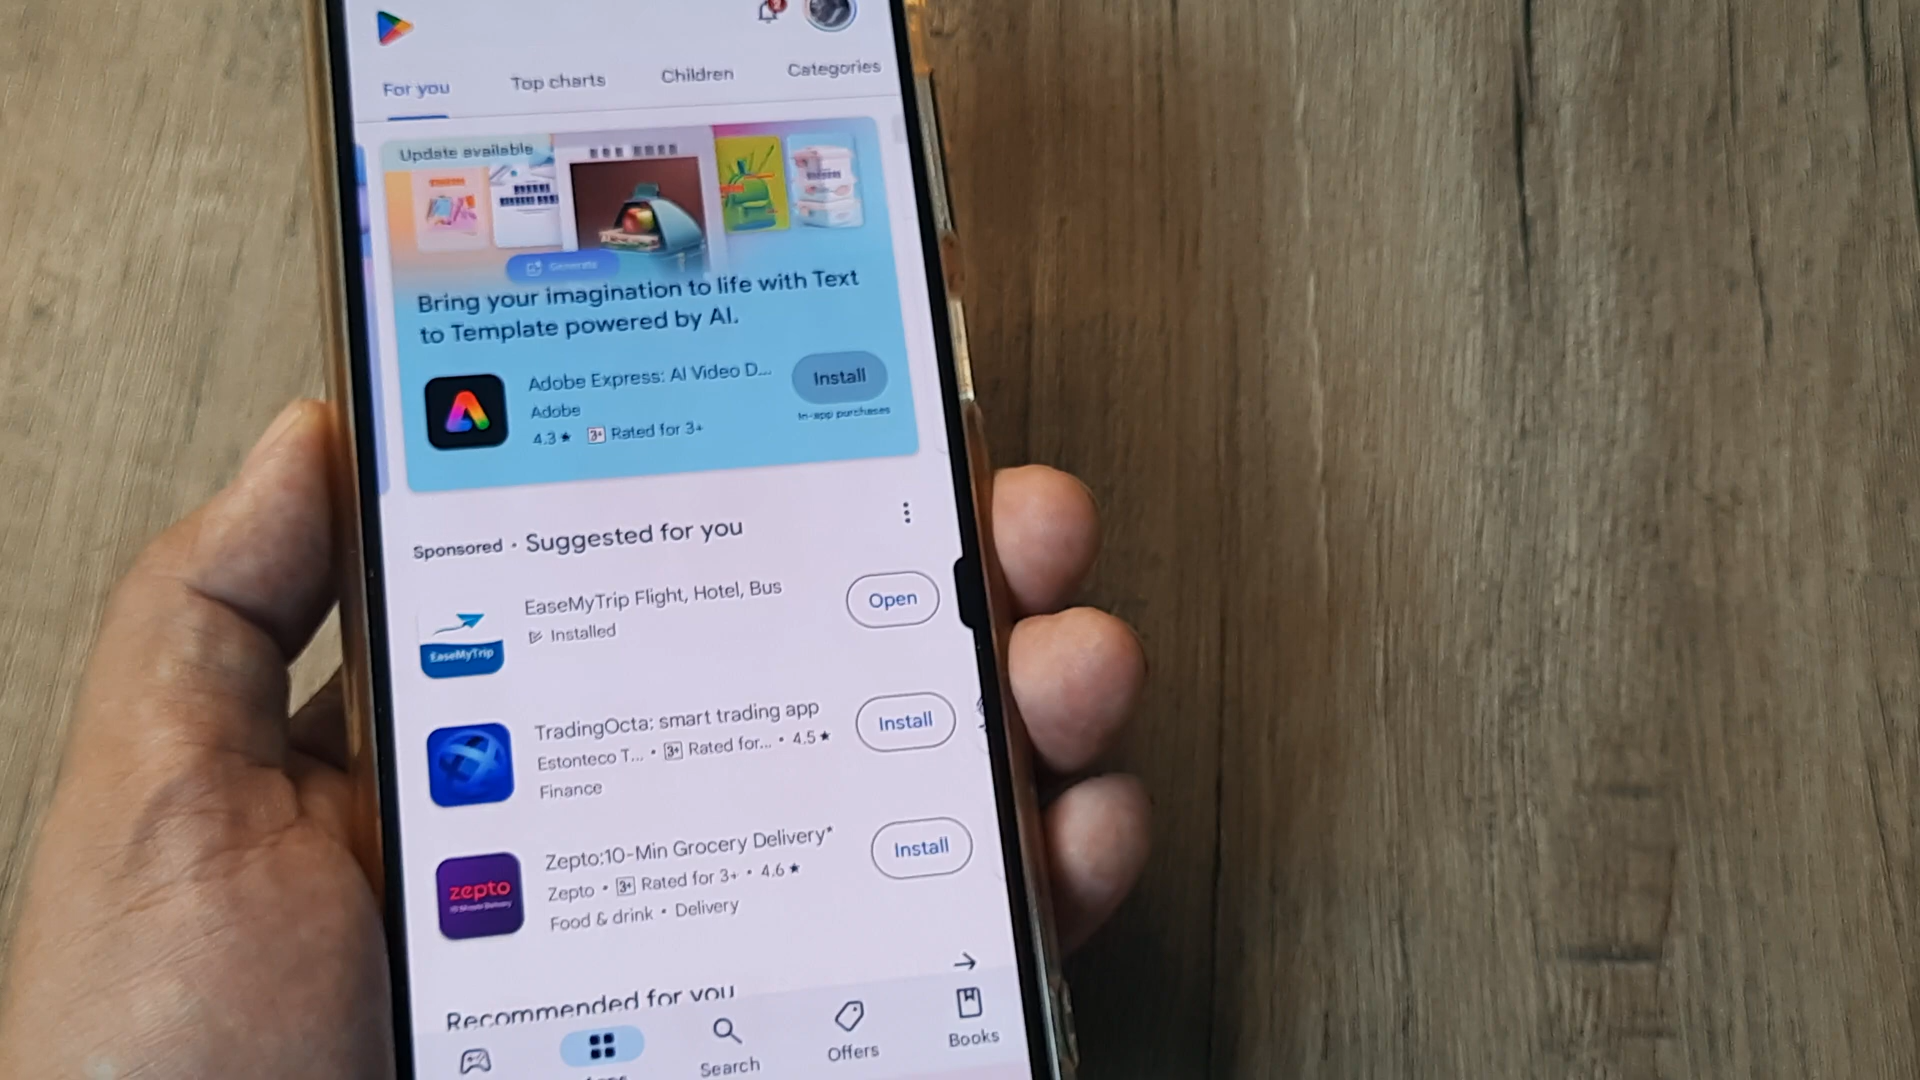 For you
Top charts
Children
Categories
Update available
Generate
Bring your imagination to life with Text
to Template powered by AI.
Adobe Express: AI Video D...
Adobe
4.3★ 3+ Rated for 3+
Install
In-app purchases
Sponsored · Suggested for you
EaseMyTrip Flight, Hotel, Bus
Installed
Open
EaseMyTrip
TradingOcta: smart trading app
Estonteco T... • 3+ Rated for... • 4.5★
Finance
Install
Zepto:10-Min Grocery Delivery*
Zepto • 3+ Rated for 3+ • 4.6★
Food & drink • Delivery
Install
zepto
Recommended for you
Search
Offers
Books